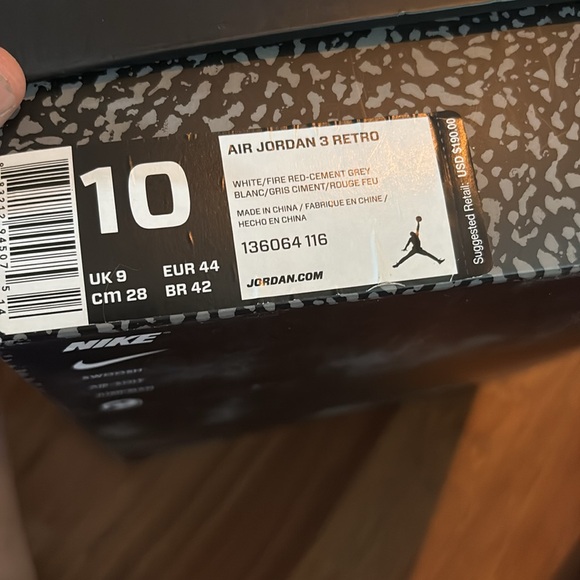 10
UK 9 EUR 44
cm 28 BR 42
AIR JORDAN 3 RETRO
WHITE/FIRE RED-CEMENT GREY
BLANC/GRIS CIMENT/ROUGE FEU
MADE IN CHINA / FABRIQUE EN CHINE /
HECHO EN CHINA
136064 116
JORDAN.COM
Suggested Retail: USD $190.00
NIKE
SWOOSH